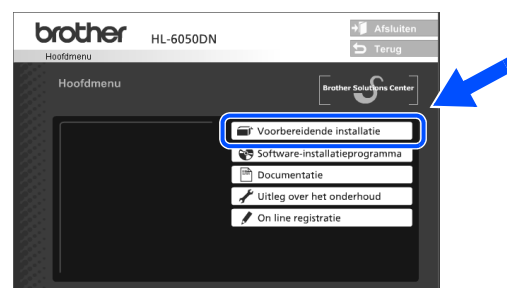 brother HL-6050DN
Afsluiten
Terug
Hoofdmenu
Hoofdmenu
Brother Solutions Center
Voorbereidende installatie
Software-installatieprogramma
Documentatie
Uitleg over het onderhoud
On line registratie